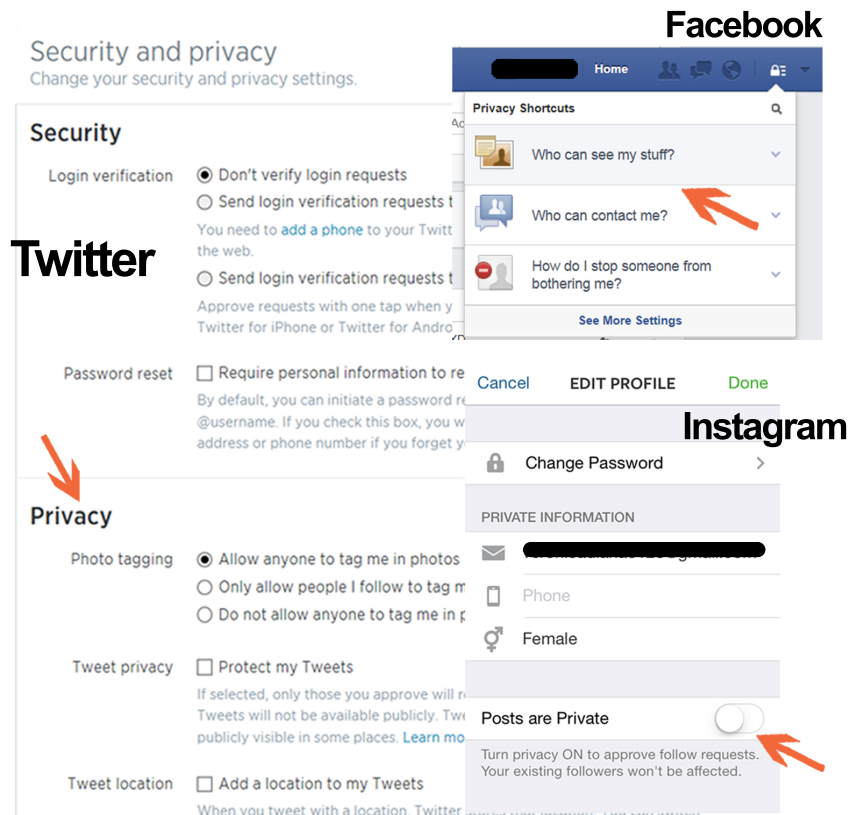 Facebook
Security and privacy
Change your security and privacy settings.
Security
Login verification
Don't verify login requests
Send login verification requests t
You need to add a phone to your Twitt
the web.
Send login verification requests t
Approve requests with one tap when y
Twitter for iPhone or Twitter for Andro
Twitter
Password reset
Require personal information to re
By default, you can initiate a password re
@username. If you check this box, you w
address or phone number if you forget y
Privacy
Photo tagging
Allow anyone to tag me in photos
Only allow people I follow to tag m
Do not allow anyone to tag me in p
Tweet privacy
Protect my Tweets
If selected, only those you approve will r
Tweets will not be available publicly. Twe
publicly visible in some places. Learn mo
Tweet location
Add a location to my Tweets
When you tweet with a location, Twitter stores that location. You can switch
Home
Privacy Shortcuts
Ac
Who can see my stuff?
Who can contact me?
How do I stop someone from
bothering me?
See More Settings
Cancel
EDIT PROFILE
Done
Instagram
Change Password
PRIVATE INFORMATION
Phone
Female
Posts are Private
Turn privacy ON to approve follow requests.
Your existing followers won't be affected.